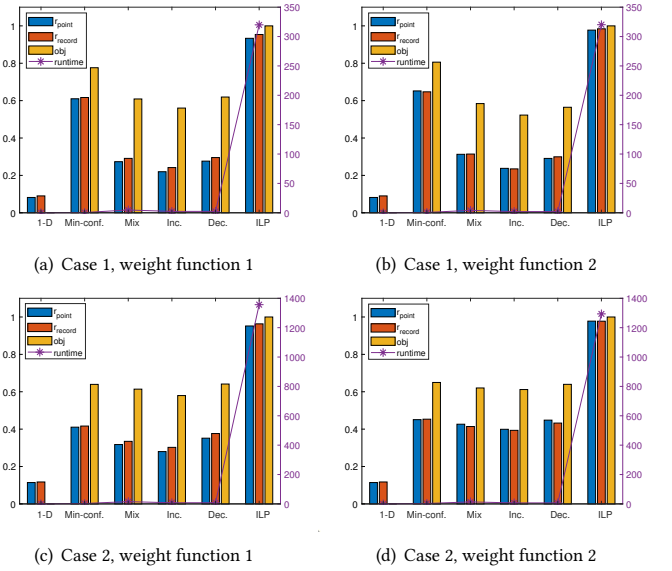 r_point
r_record
obj
runtime
1
0.8
0.6
0.4
0.2
0
350
300
250
200
150
100
50
0
1-D Min-conf. Mix Inc. Dec. ILP
(a) Case 1, weight function 1
r_point
r_record
obj
runtime
1
0.8
0.6
0.4
0.2
0
350
300
250
200
150
100
50
0
1-D Min-conf. Mix Inc. Dec. ILP
(b) Case 1, weight function 2
r_point
r_record
obj
runtime
1
0.8
0.6
0.4
0.2
0
1400
1200
1000
800
600
400
200
0
1-D Min-conf. Mix Inc. Dec. ILP
(c) Case 2, weight function 1
r_point
r_record
obj
runtime
1
0.8
0.6
0.4
0.2
0
1400
1200
1000
800
600
400
200
0
1-D Min-conf. Mix Inc. Dec. ILP
(d) Case 2, weight function 2